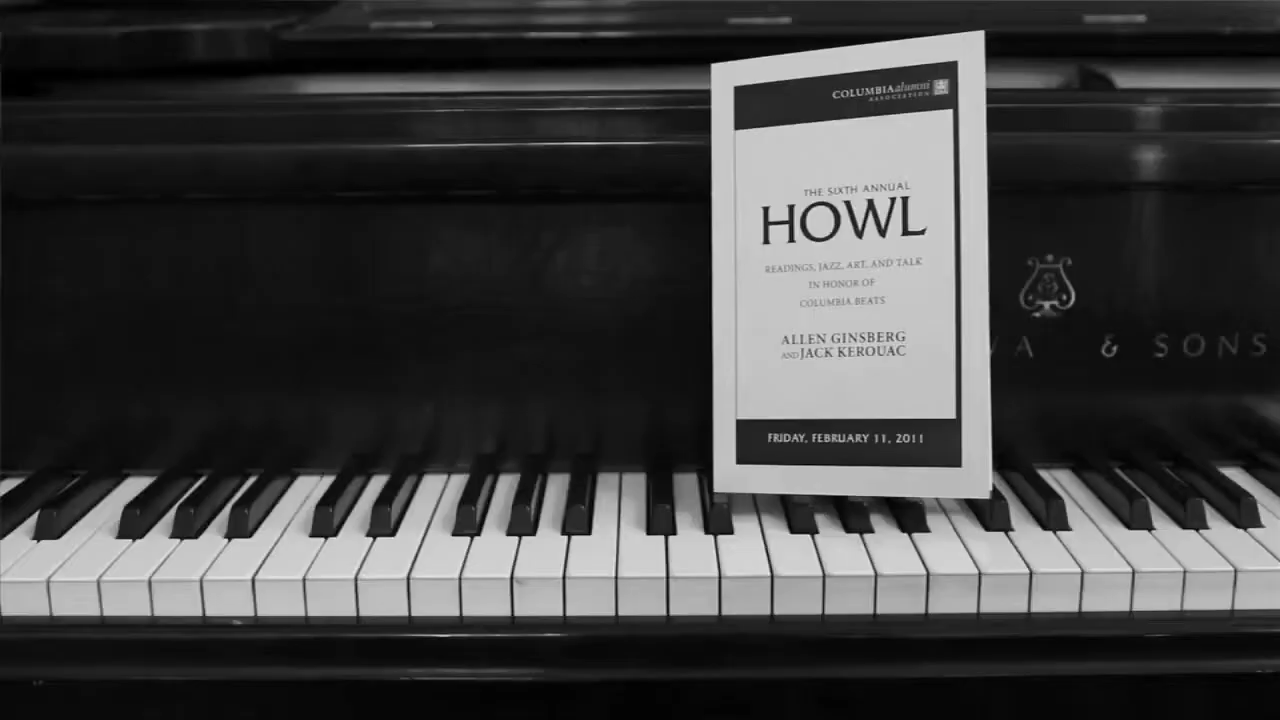 COLUMBIA alumni
ASSOCIATION
THE SIXTH ANNUAL
HOWL
READINGS, JAZZ, ART, AND TALK
IN HONOR OF
COLUMBIA BEATS
ALLEN GINSBERG
AND JACK KEROUAC
FRIDAY, FEBRUARY 11, 2011
& SONS